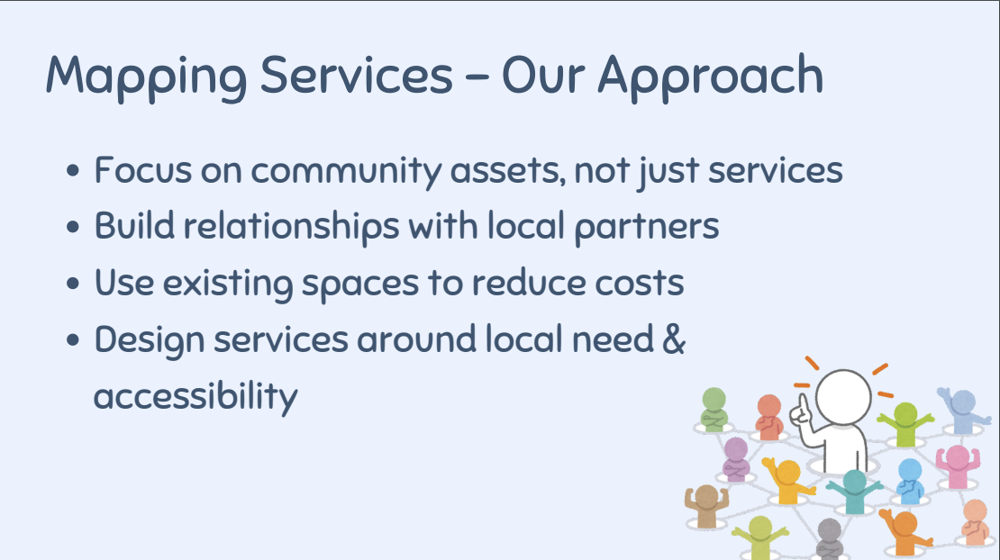 Mapping Services – Our Approach
• Focus on community assets, not just services
• Build relationships with local partners
• Use existing spaces to reduce costs
• Design services around local need &
accessibility